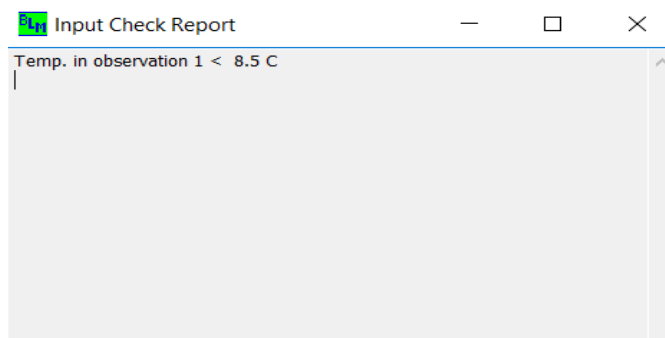 BLM Input Check Report
Temp. in observation 1 <  8.5 C